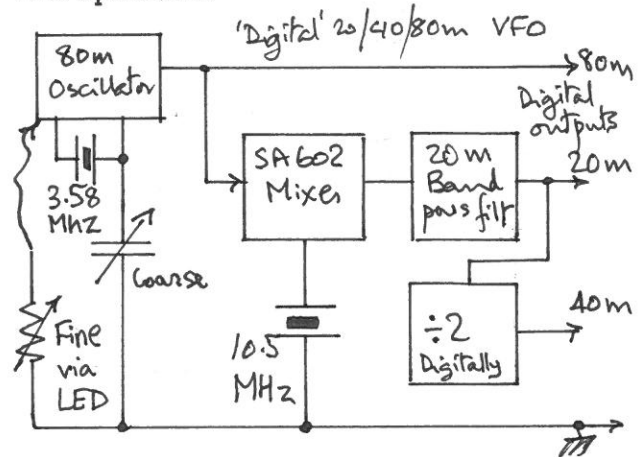 'Digital' 20/40/80m VFO
80m
Oscillator
80m
Digital
outputs
20m
SA602
Mixer
20m
Band
pass filt
3.58
MHz
Coarse
Fine
via
LED
10.5
MHz
÷2
Digitally
40m